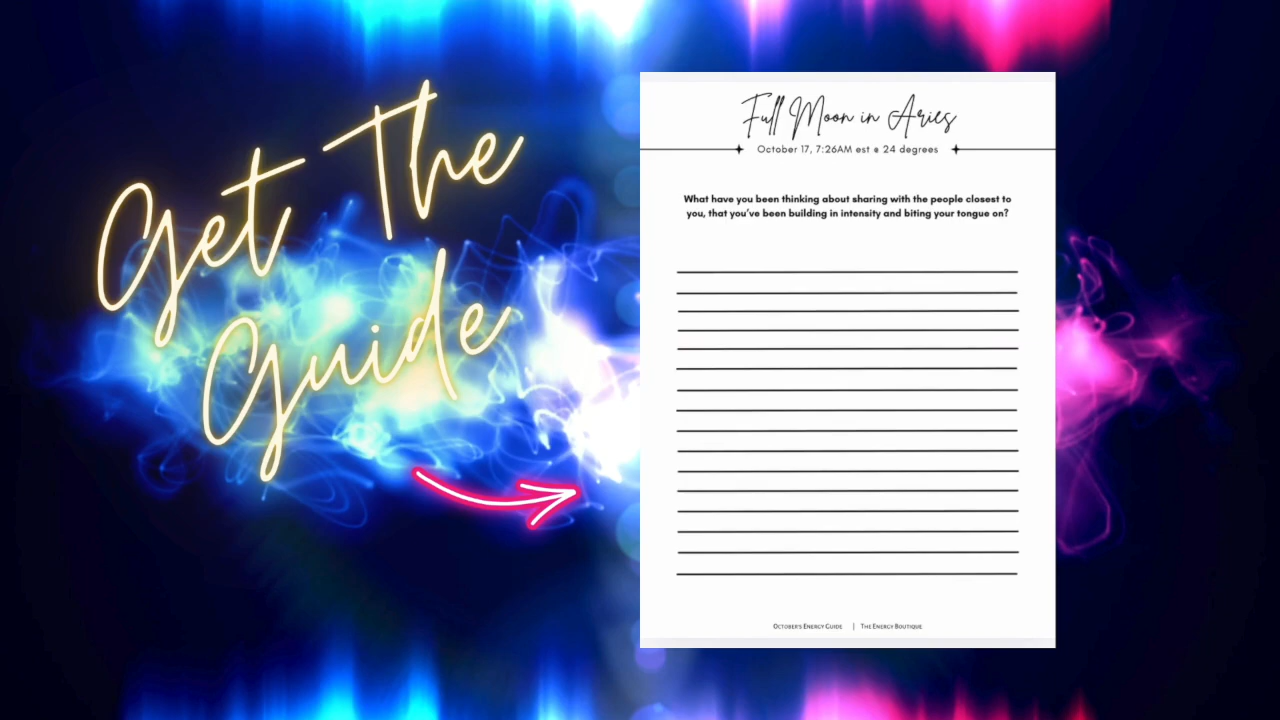 Get The
Guide
Full Moon in Aries
October 17, 7:26AM est @ 24 degrees
What have you been thinking about sharing with the people closest to
you, that you've been building in intensity and biting your tongue on?
October's Energy Guide | The Energy Boutique